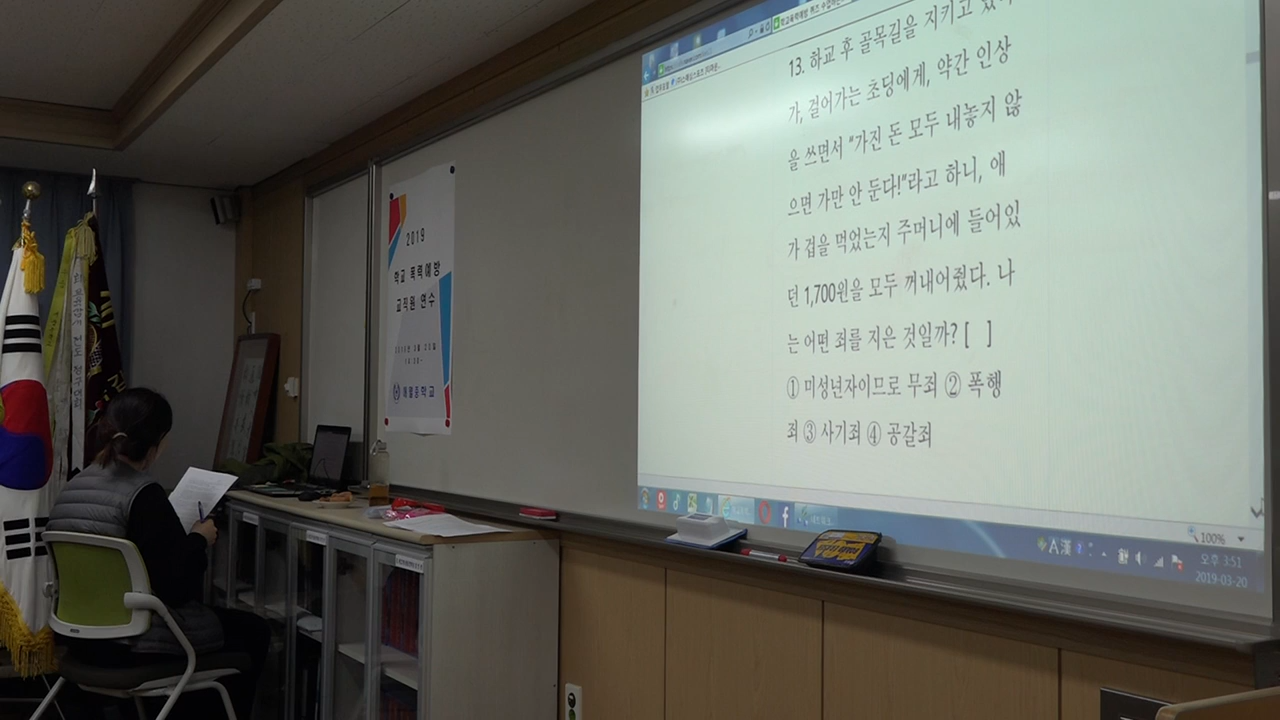 13. 하교 후 골목길을 지키고
가, 걸어가는 초딩에게, 약간 인상
을 쓰면서 "가진 돈 모두 내놓지 않
으면 가만 안 둔다!"라고 하니, 애
가 겁을 먹었는지 주머니에 들어있
던 1,700원을 모두 꺼내어줬다. 나
는 어떤 죄를 지은 것일까? [ ]
① 미성년자이므로 무죄 ② 폭행
죄 ③ 사기죄 ④ 공갈죄
100%
오후 3:51
2019-03-20
2019
학교 폭력예방
교직원 연수